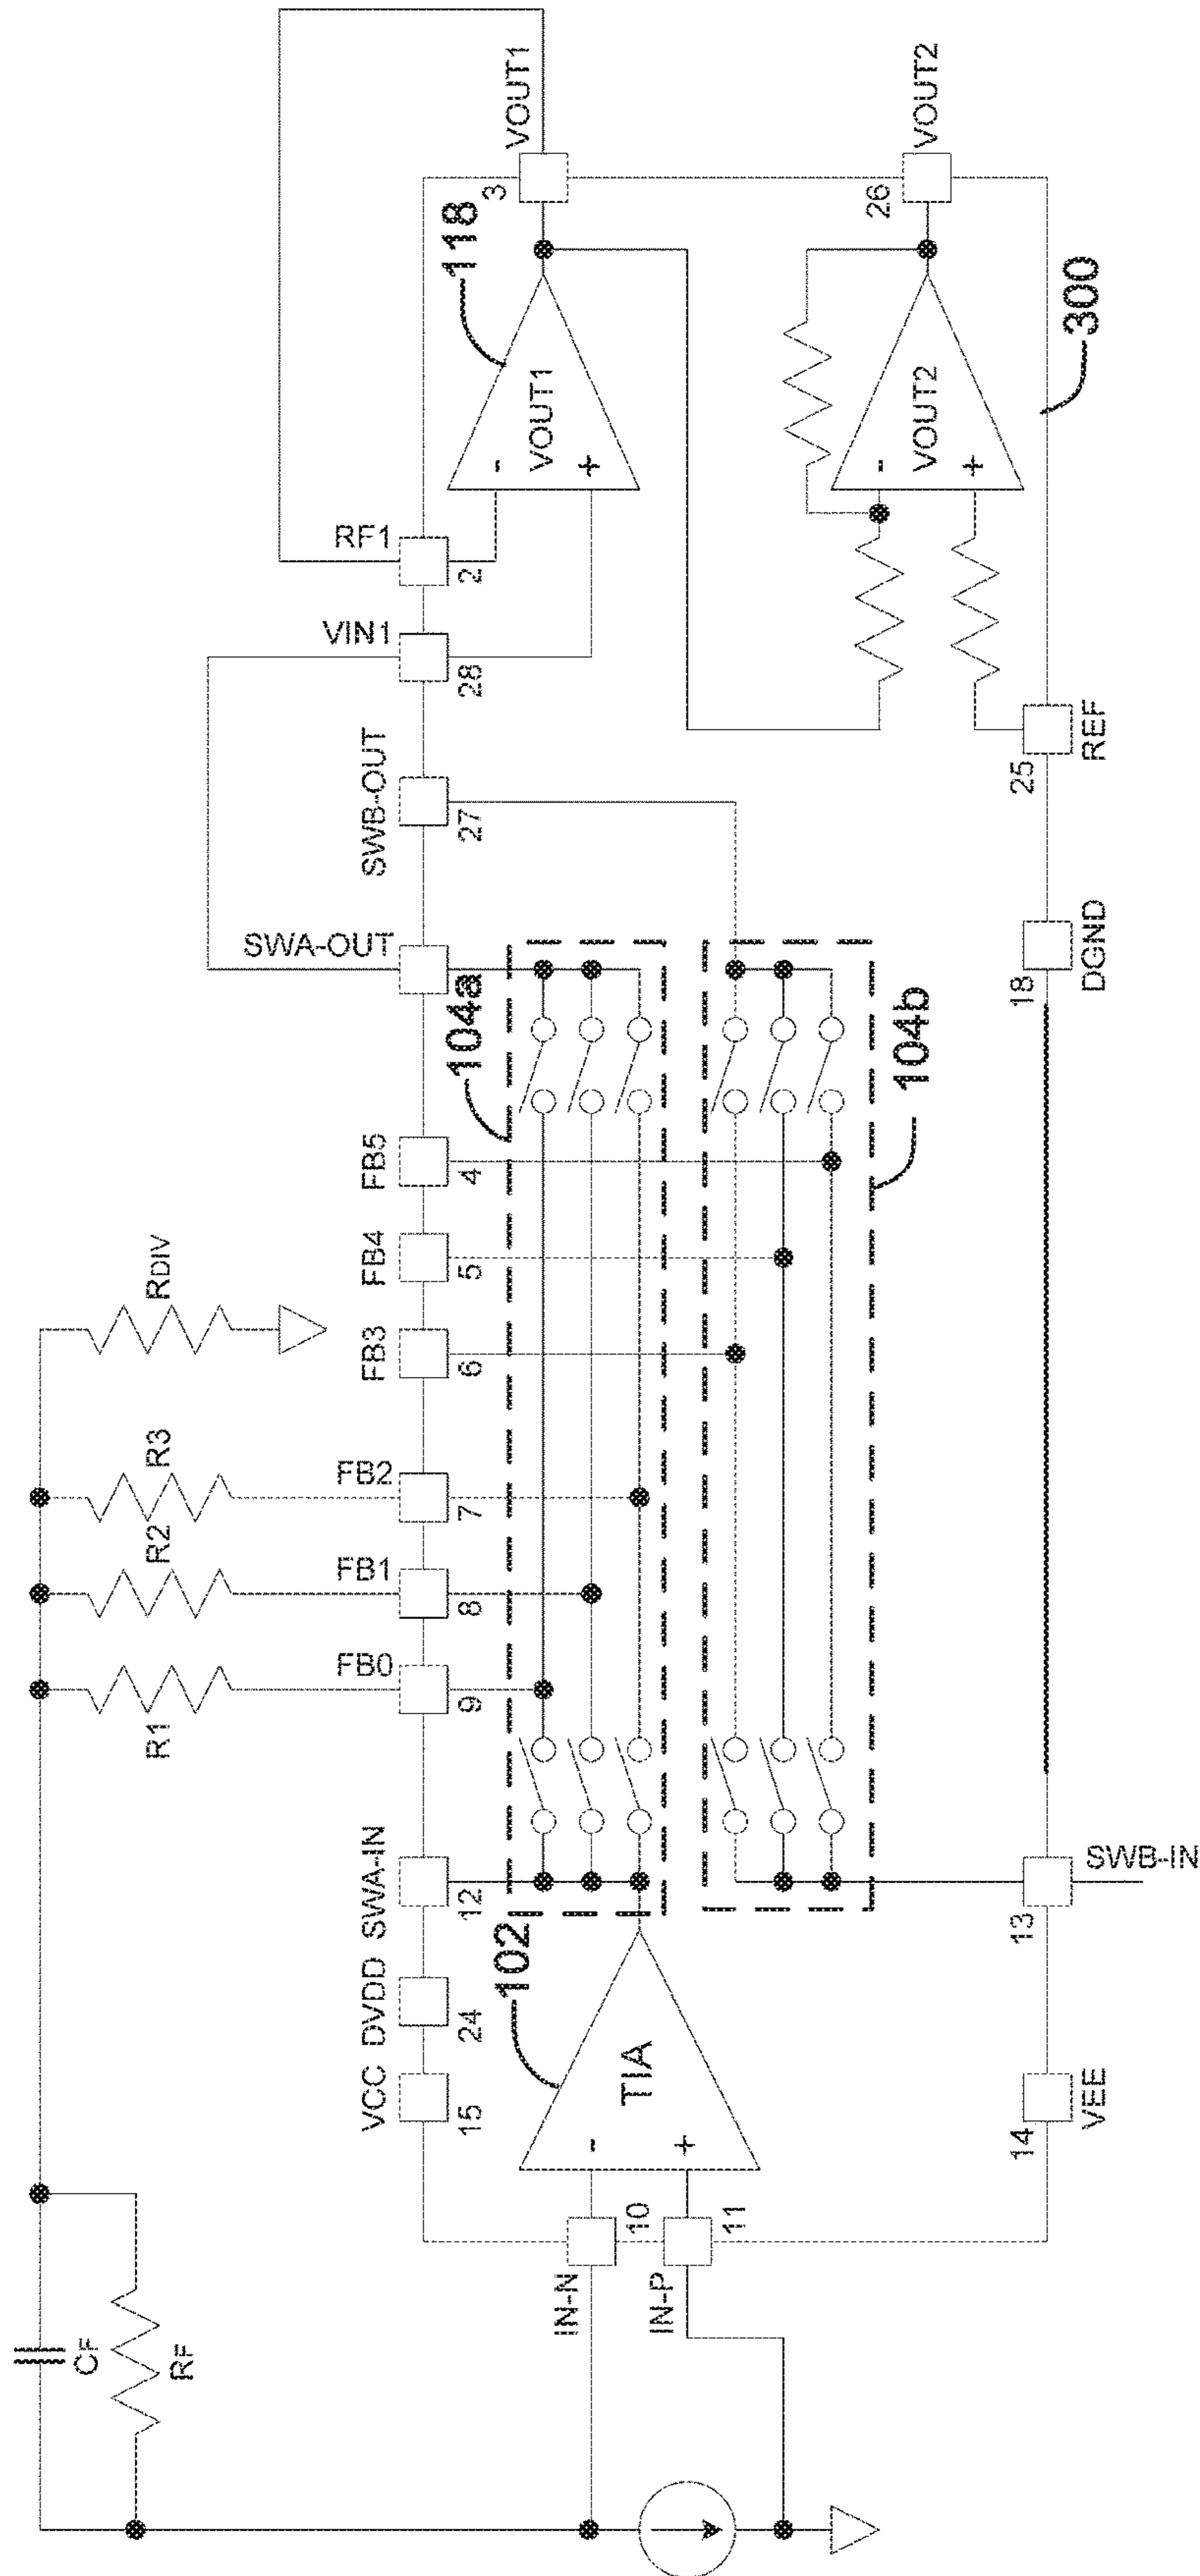 CF
RF
R1
R2
R3
RDIV
VCC
DVDD
SWA-IN
FB0
FB1
FB2
FB3
FB4
FB5
SWA-OUT
SWB-OUT
VIN1
RF1
15
24
12
9
8
7
6
5
4
27
28
2
3
VOUT1
102
104a
118
IN-N
10
IN-P
11
TIA
-
+
-
VOUT1
+
104b
-
VOUT2
+
26
VOUT2
300
14
VEE
13
SWB-IN
18
DGND
25
REF